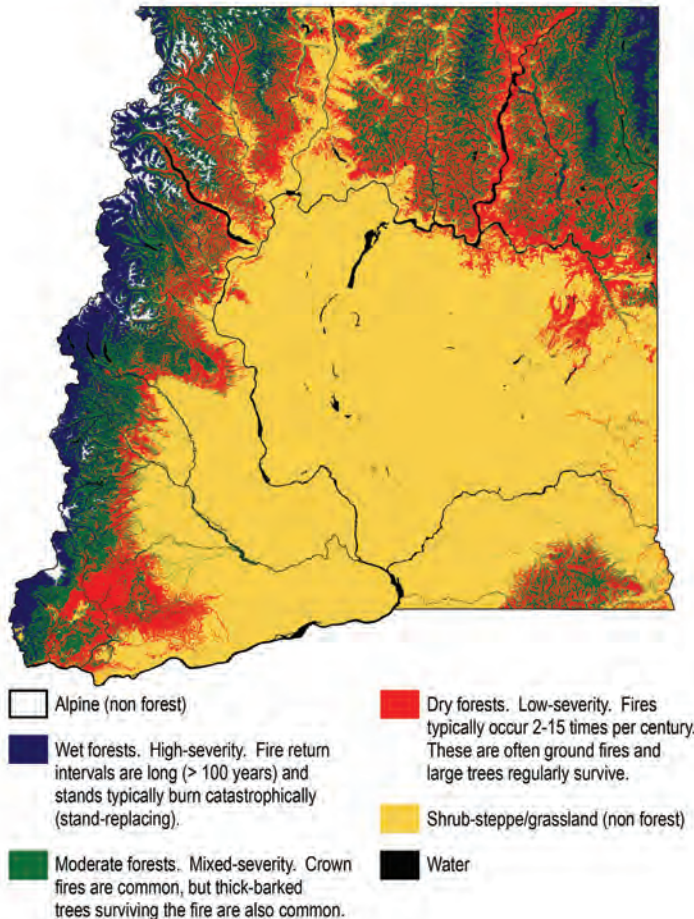 Alpine (non forest)
Wet forests.  High-severity.  Fire return
intervals are long (> 100 years) and
stands typically burn catastrophically
(stand-replacing).
Moderate forests.  Mixed-severity.  Crown
fires are common, but thick-barked
trees surviving the fire are also common.
Dry forests.  Low-severity.  Fires
typically occur 2-15 times per century.
These are often ground fires and
large trees regularly survive.
Shrub-steppe/grassland (non forest)
Water